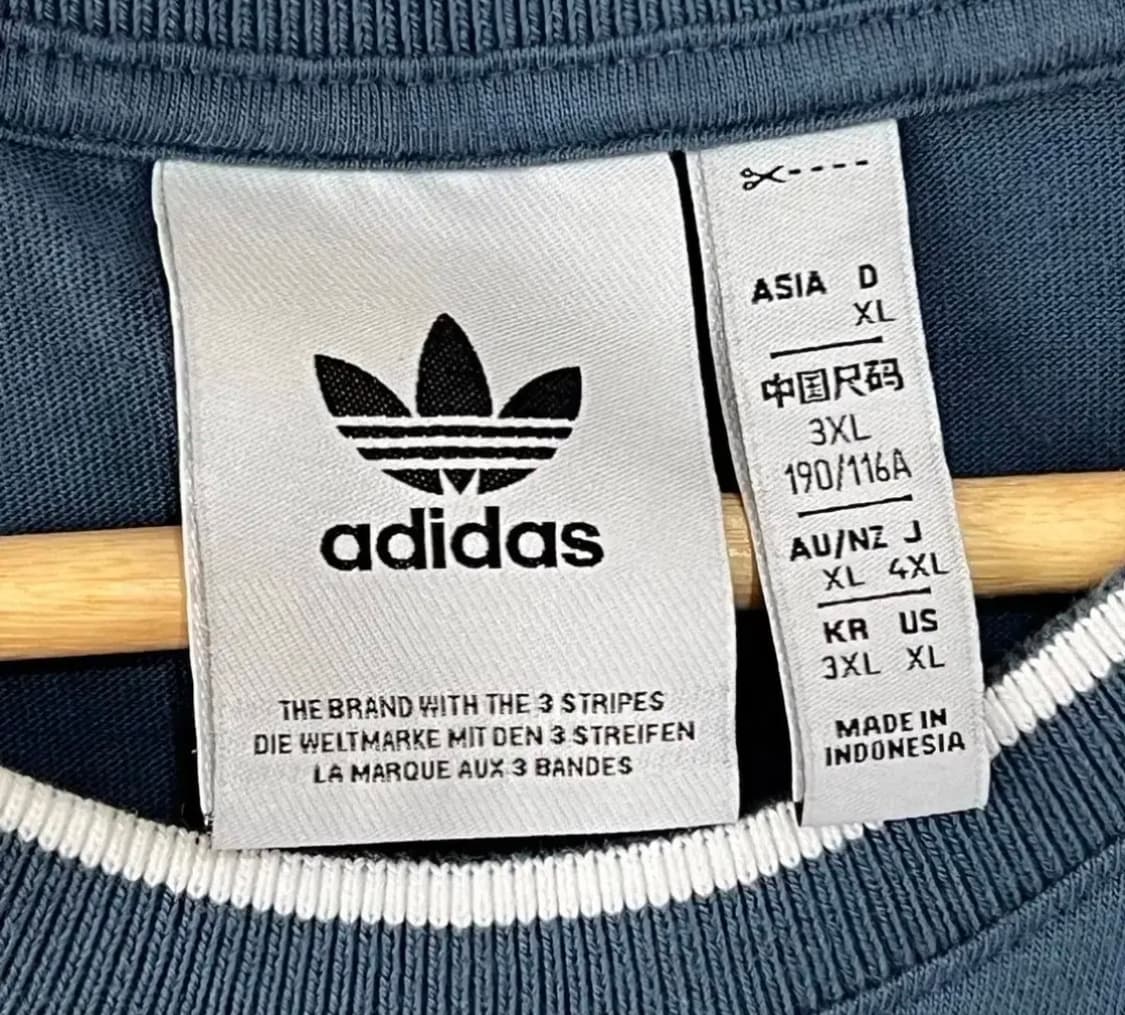 adidas
THE BRAND WITH THE 3 STRIPES
DIE WELTMARKE MIT DEN 3 STREIFEN
LA MARQUE AUX 3 BANDES
ASIA D
XL
中国尺码
3XL
190/116A
AU/NZ J
XL 4XL
KR US
3XL XL
MADE IN
INDONESIA